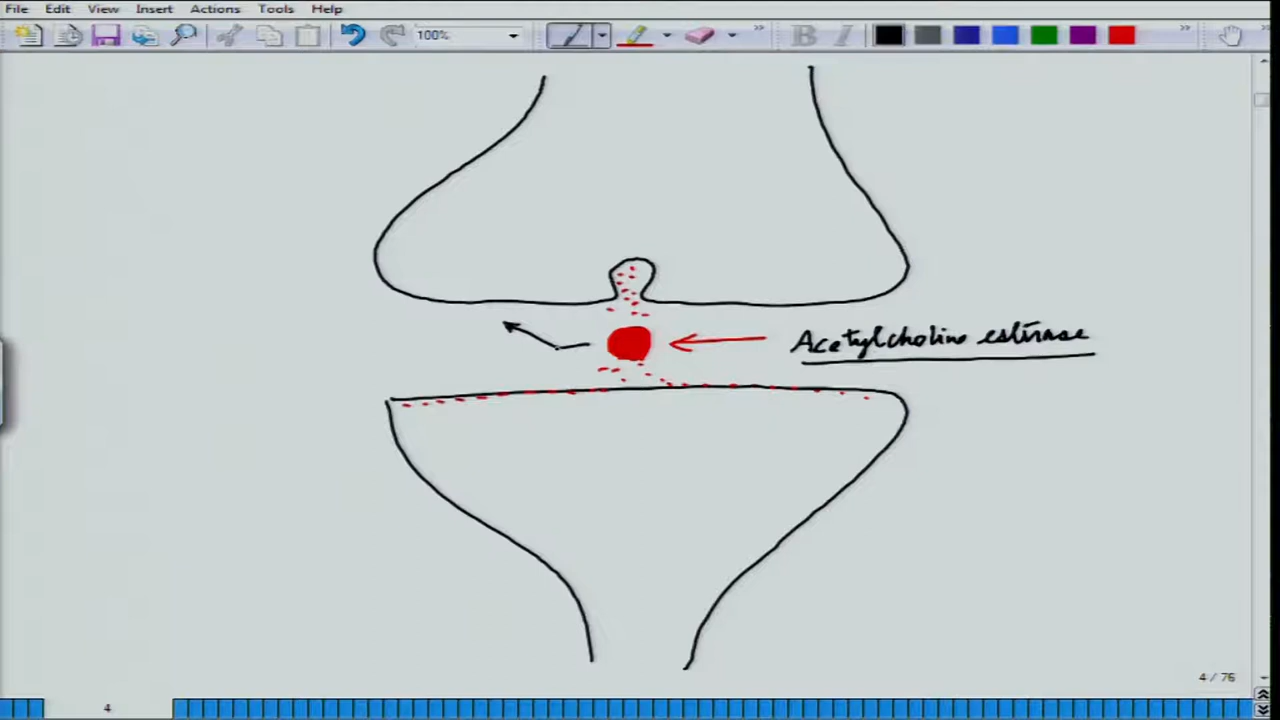 File Edit View Insert Actions Tools Help
100%
B I
Acetylcholine esterase
4 / 76
4